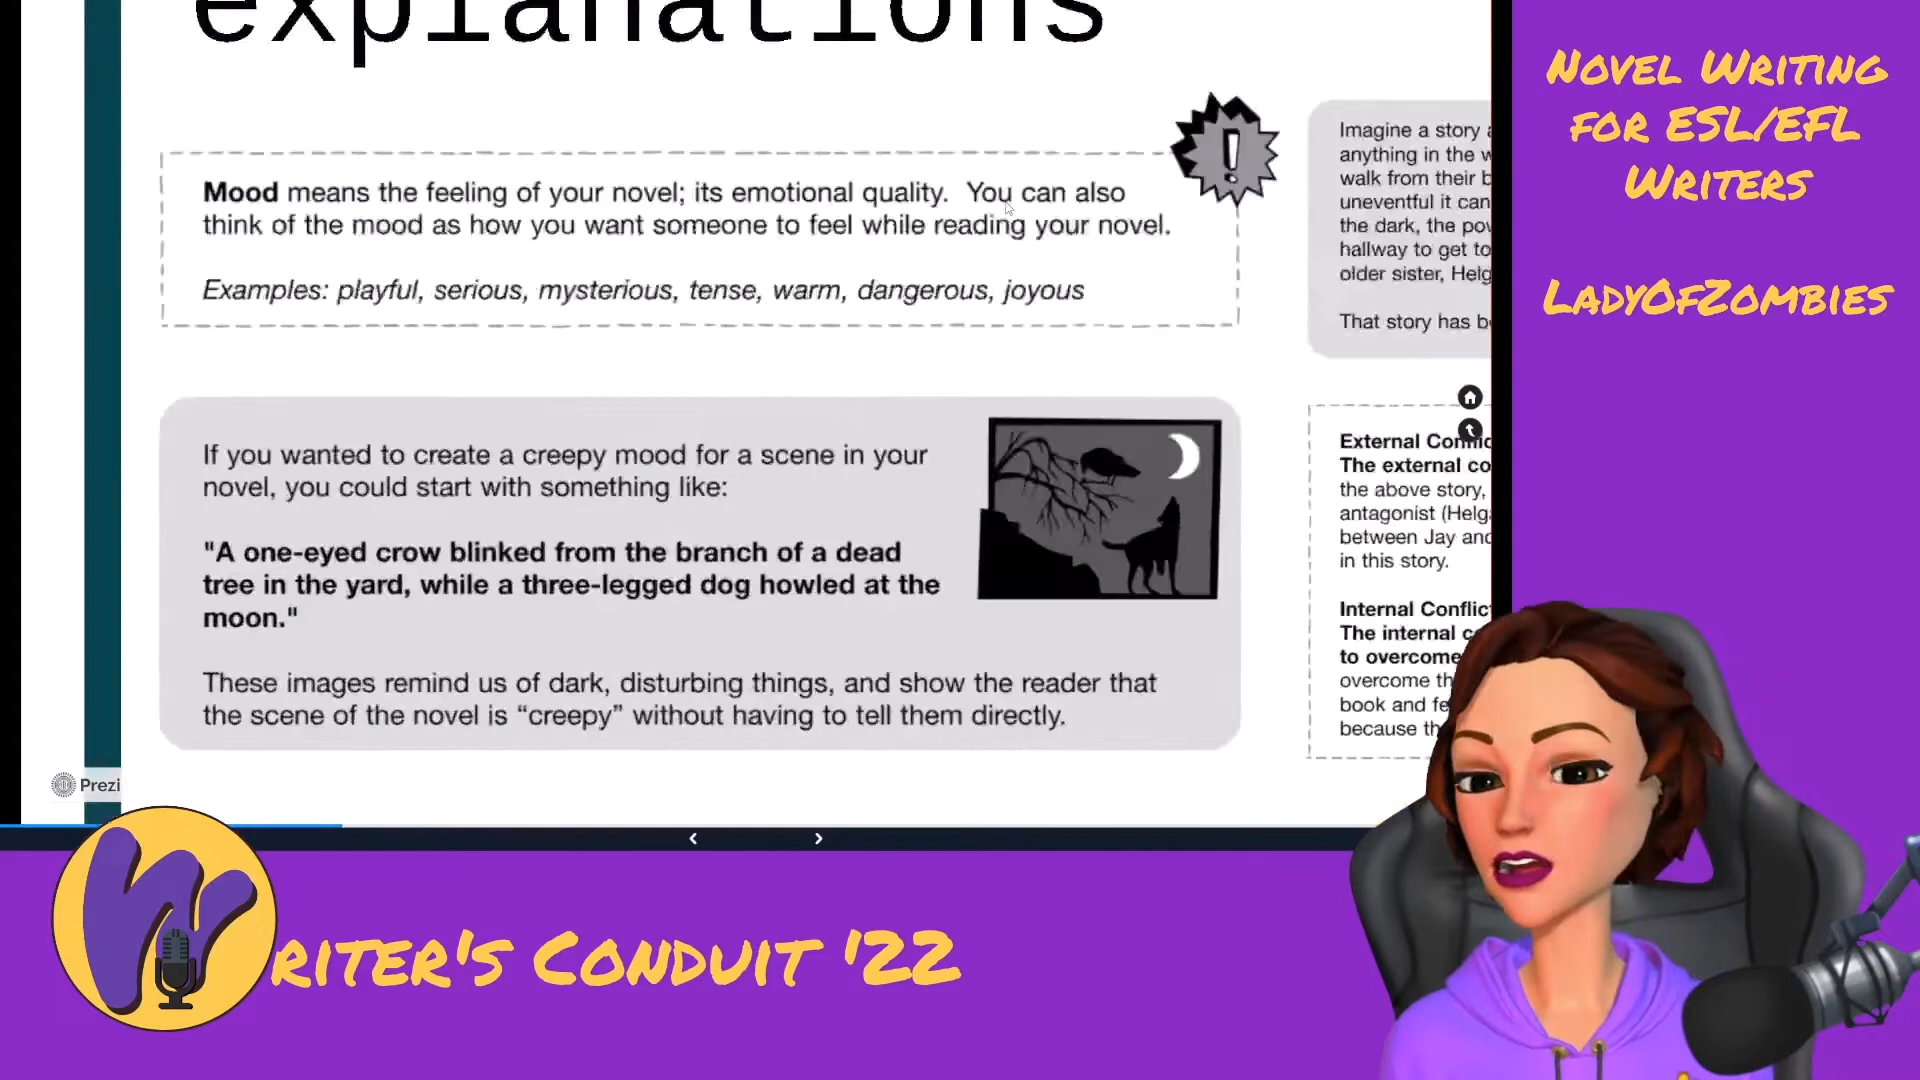 explanations
Mood means the feeling of your novel; its emotional quality. You can also
think of the mood as how you want someone to feel while reading your novel.
Examples: playful, serious, mysterious, tense, warm, dangerous, joyous
If you wanted to create a creepy mood for a scene in your
novel, you could start with something like:
"A one-eyed crow blinked from the branch of a dead
tree in the yard, while a three-legged dog howled at the
moon."
These images remind us of dark, disturbing things, and show the reader that
the scene of the novel is “creepy” without having to tell them directly.
Imagine a story
anything in the
walk from their
uneventful it can
the dark, the
hallway to get to
older sister,
That story has
External
The external
the above story,
antagonist
between Jay and
in this story.
Internal
The internal
to overcome
overcome
book and
because
Prezi
Novel Writing
for ESL/EFL
Writers
LadyOfZombies
Writer's Conduit '22